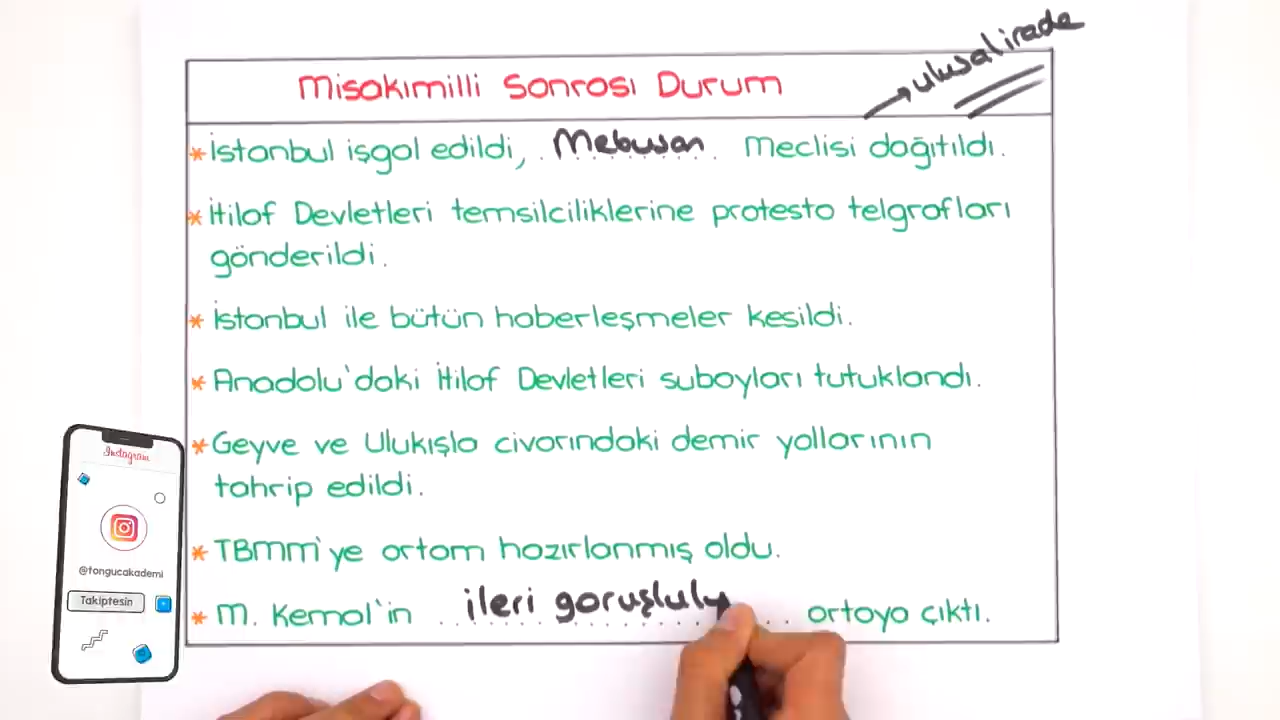 → ulusal irade
Misakımilli Sonrası Durum
* İstanbul işgal edildi, Mebusan Meclisi dağıtıldı.
* İtilaf Devletleri temsilciliklerine protesto telgrafları
gönderildi.
* İstanbul ile bütün haberleşmeler kesildi.
* Anadolu'daki İtilaf Devletleri subayları tutuklandı.
* Geyve ve Ulukışla civarındaki demir yollarının
tahrip edildi.
* TBMM'ye ortam hazırlanmış oldu.
* M. Kemal'in ileri goruşlulu ortaya çıktı.
Instagram
@tongucakademi
Takiptesin